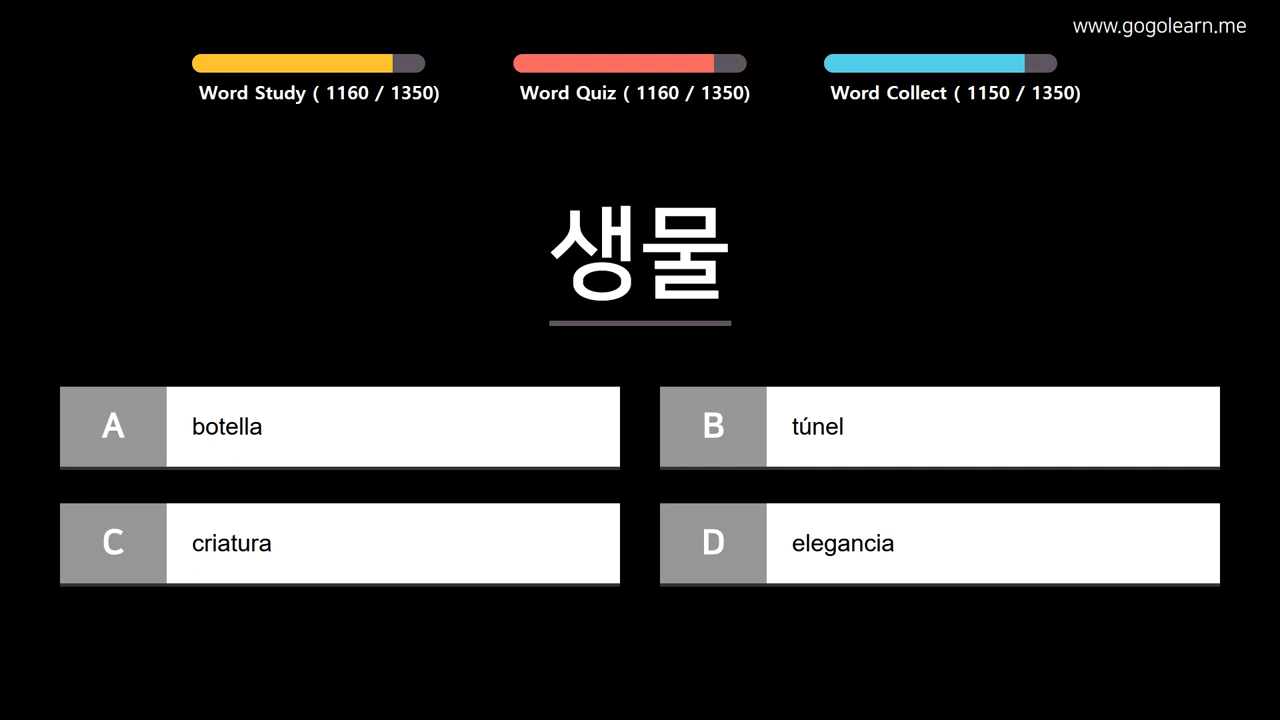 www.gogolearn.me
Word Study ( 1160 / 1350)
Word Quiz ( 1160 / 1350)
Word Collect ( 1150 / 1350)
생물
A botella
B túnel
C criatura
D elegancia